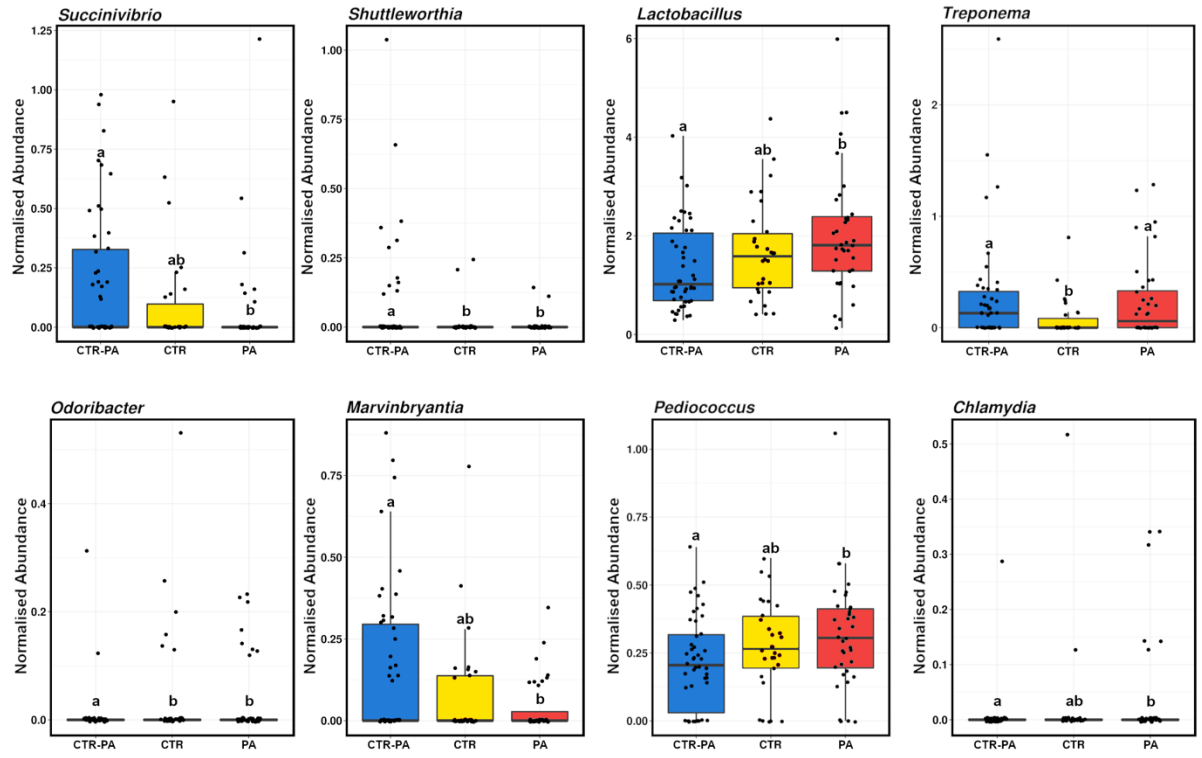 Succinivibrio
Normalised Abundance
1.25
1.00
0.75
0.50
0.25
0.00
a
ab
b
CTR-PA CTR PA
Shuttleworthia
Normalised Abundance
1.00
0.75
0.50
0.25
0.00
a
b
b
CTR-PA CTR PA
Lactobacillus
Normalised Abundance
6
4
2
0
a
ab
b
CTR-PA CTR PA
Treponema
Normalised Abundance
2
1
0
a
b
a
CTR-PA CTR PA
Odoribacter
Normalised Abundance
0.4
0.2
0.0
a
b
b
CTR-PA CTR PA
Marvinbryantia
Normalised Abundance
0.75
0.50
0.25
0.00
a
ab
b
CTR-PA CTR PA
Pediococcus
Normalised Abundance
1.00
0.75
0.50
0.25
0.00
a
ab
b
CTR-PA CTR PA
Chlamydia
Normalised Abundance
0.5
0.4
0.3
0.2
0.1
0.0
a
ab
b
CTR-PA CTR PA